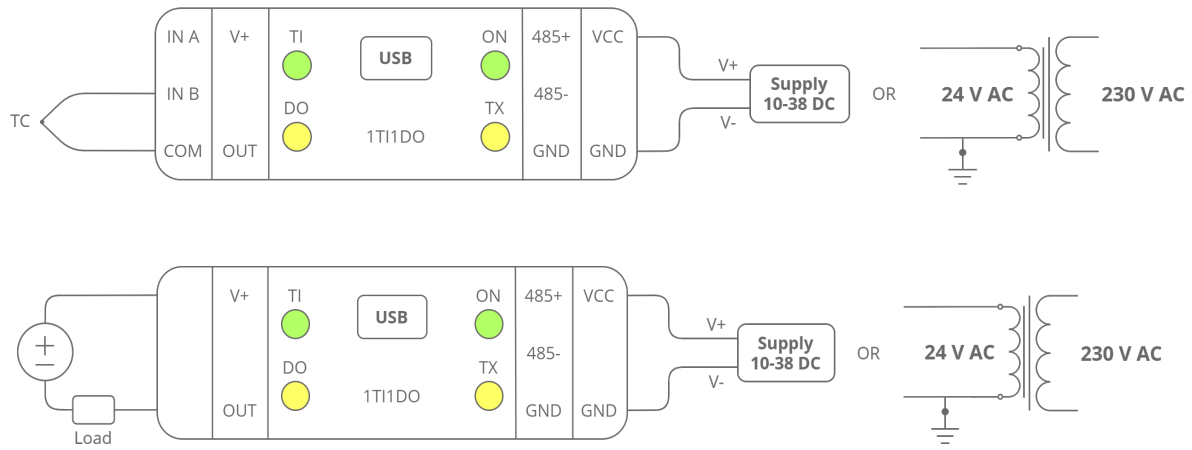 IN A V+ TI ON 485+ VCC
USB
V+
Supply
10-38 DC
OR
24 V AC
230 V AC
IN B 485-
DO TX
TC
V-
1TI1DO
COM OUT GND GND
V+ TI ON 485+ VCC
USB
V+
Supply
10-38 DC
OR
24 V AC
230 V AC
485-
DO TX
V-
1TI1DO
OUT GND GND
Load